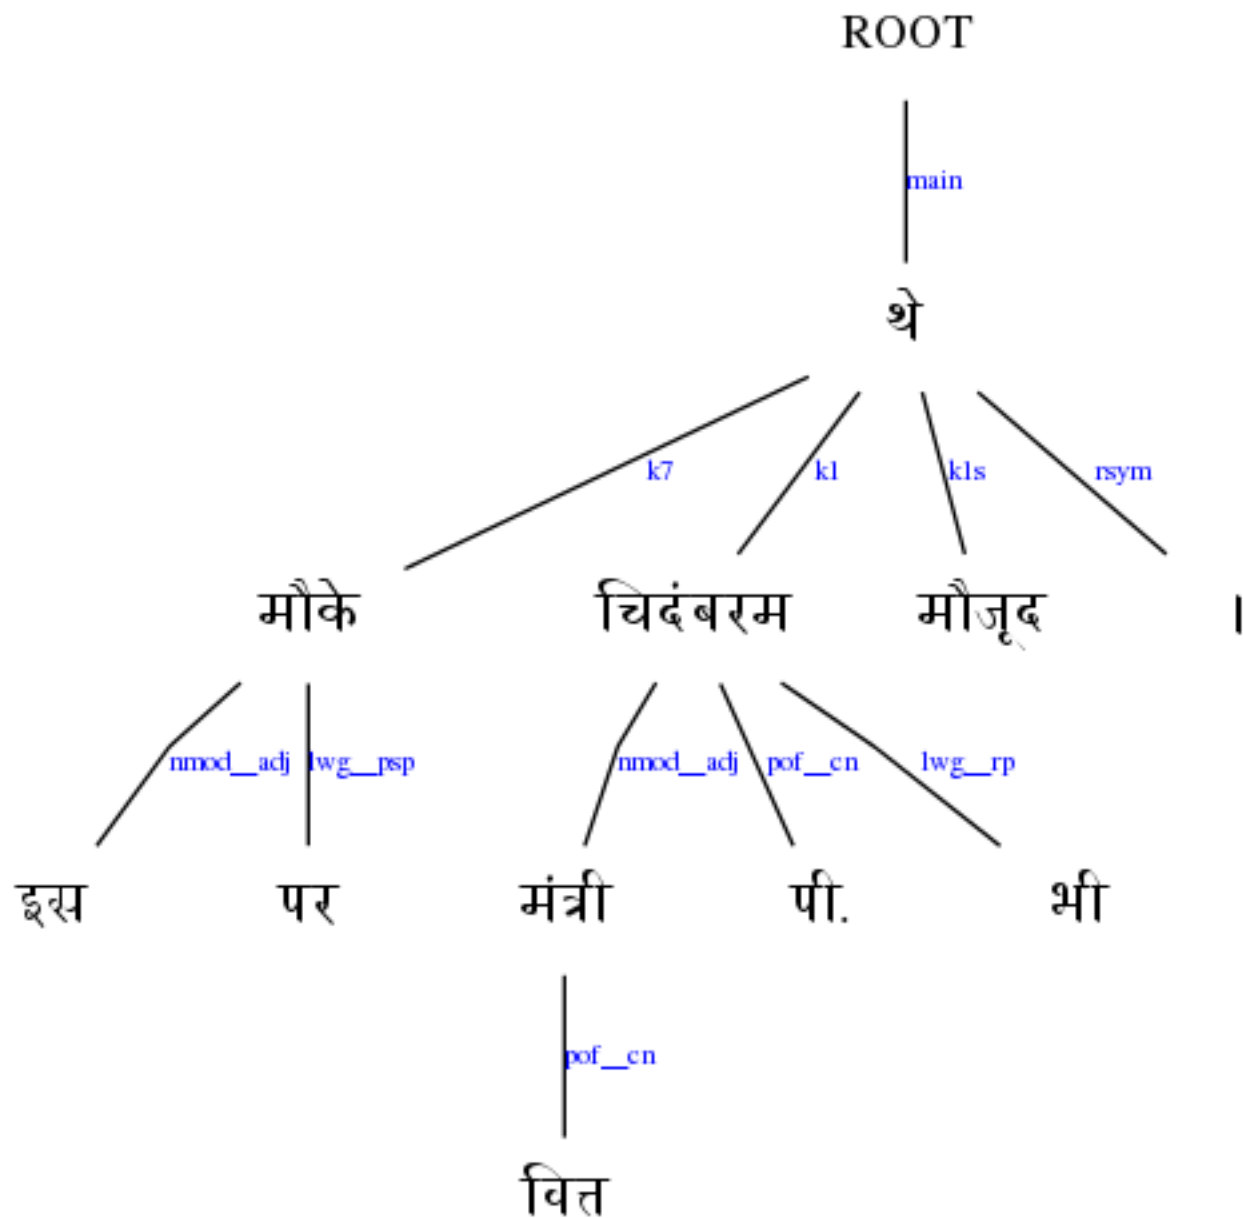 ROOT
main
थे
k7 k1 k1s rsym
मौके चिदंबरम मौजूद ।
nmod__adj lwg__psp nmod__adj pof__cn lwg__rp
इस पर मंत्री पी. भी
pof__cn
वित्त